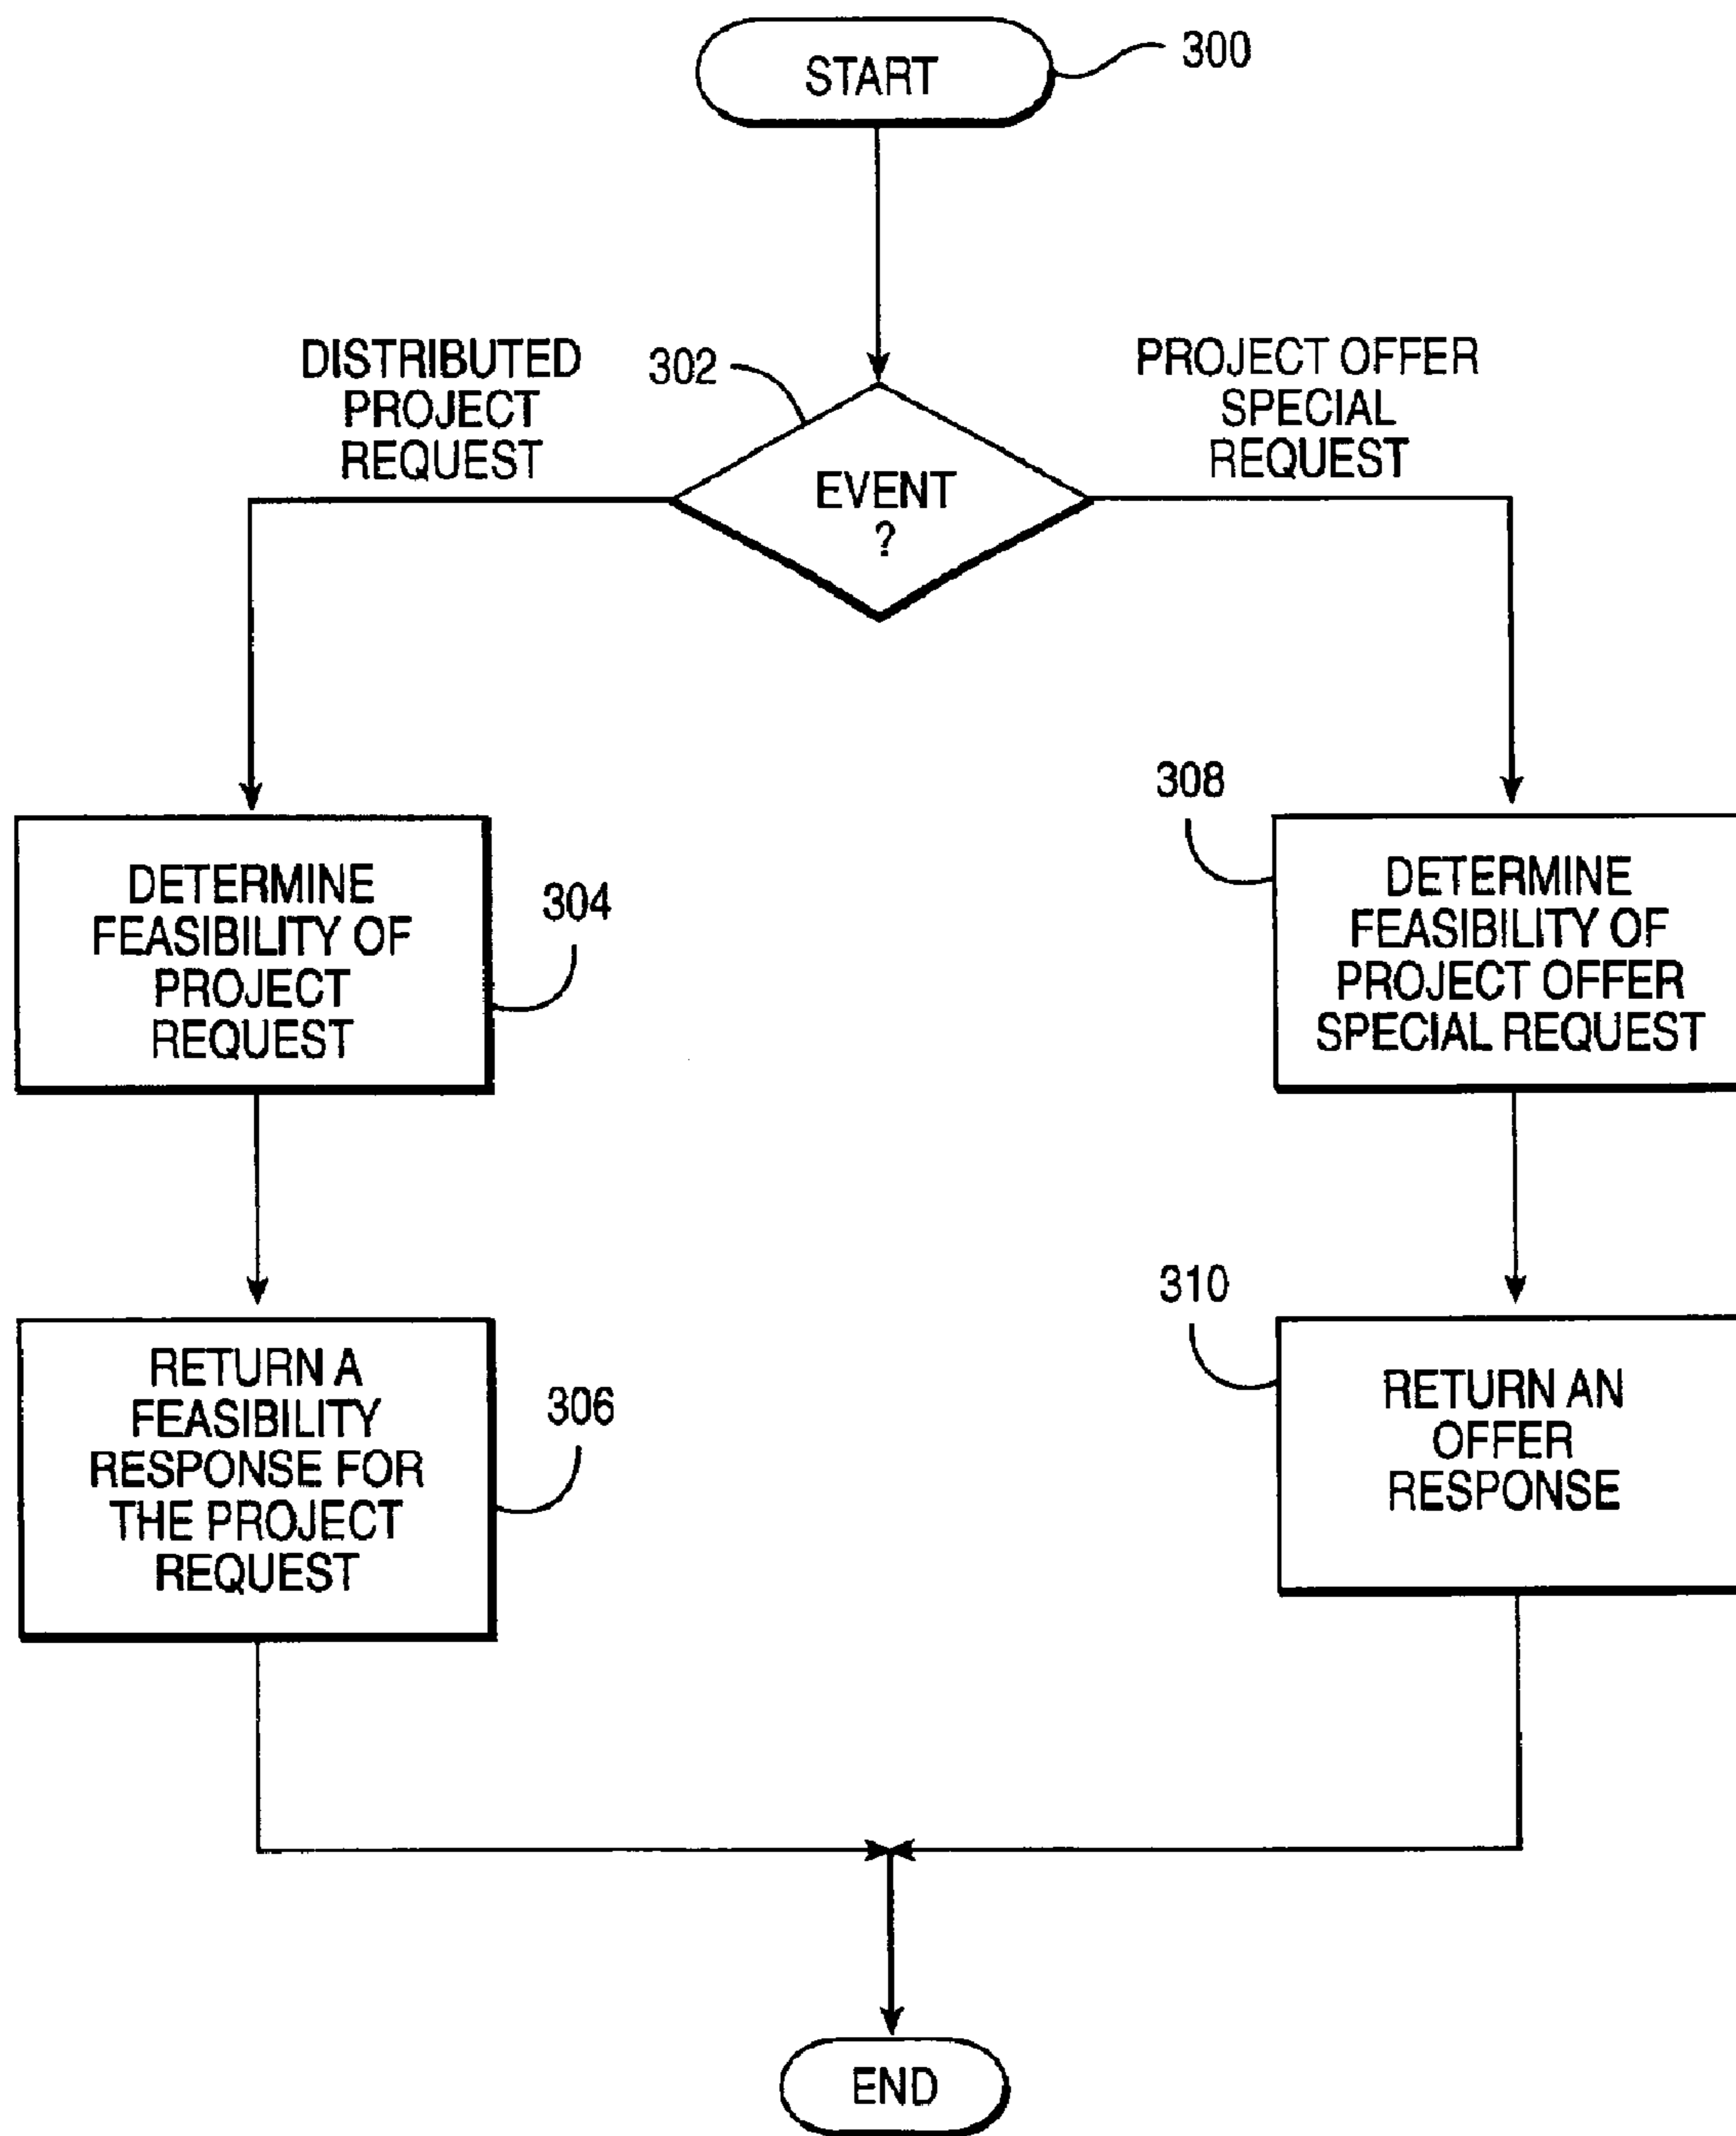 START
300
302
DISTRIBUTED
PROJECT
REQUEST
PROJECT OFFER
SPECIAL
REQUEST
EVENT
?
DETERMINE
FEASIBILITY OF
PROJECT
REQUEST
304
308
DETERMINE
FEASIBILITY OF
PROJECT OFFER
SPECIAL REQUEST
RETURN A
FEASIBILITY
RESPONSE FOR
THE PROJECT
REQUEST
306
310
RETURN AN
OFFER
RESPONSE
END